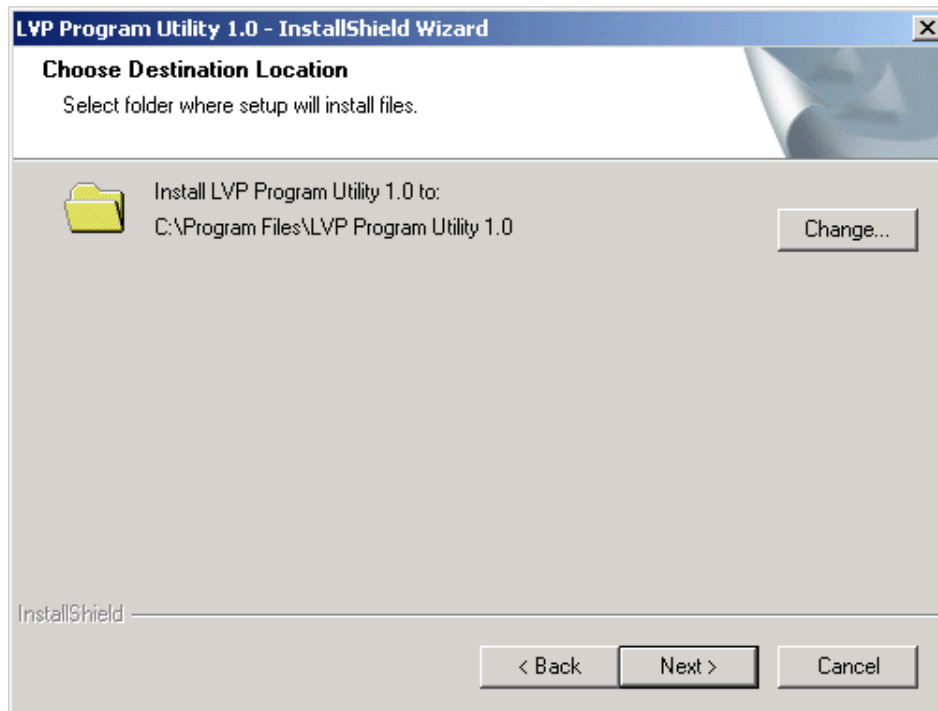 LVP Program Utility 1.0 - InstallShield Wizard
Choose Destination Location
Select folder where setup will install files.
Install LVP Program Utility 1.0 to:
C:\Program Files\LVP Program Utility 1.0
Change...
InstallShield
< Back
Next >
Cancel